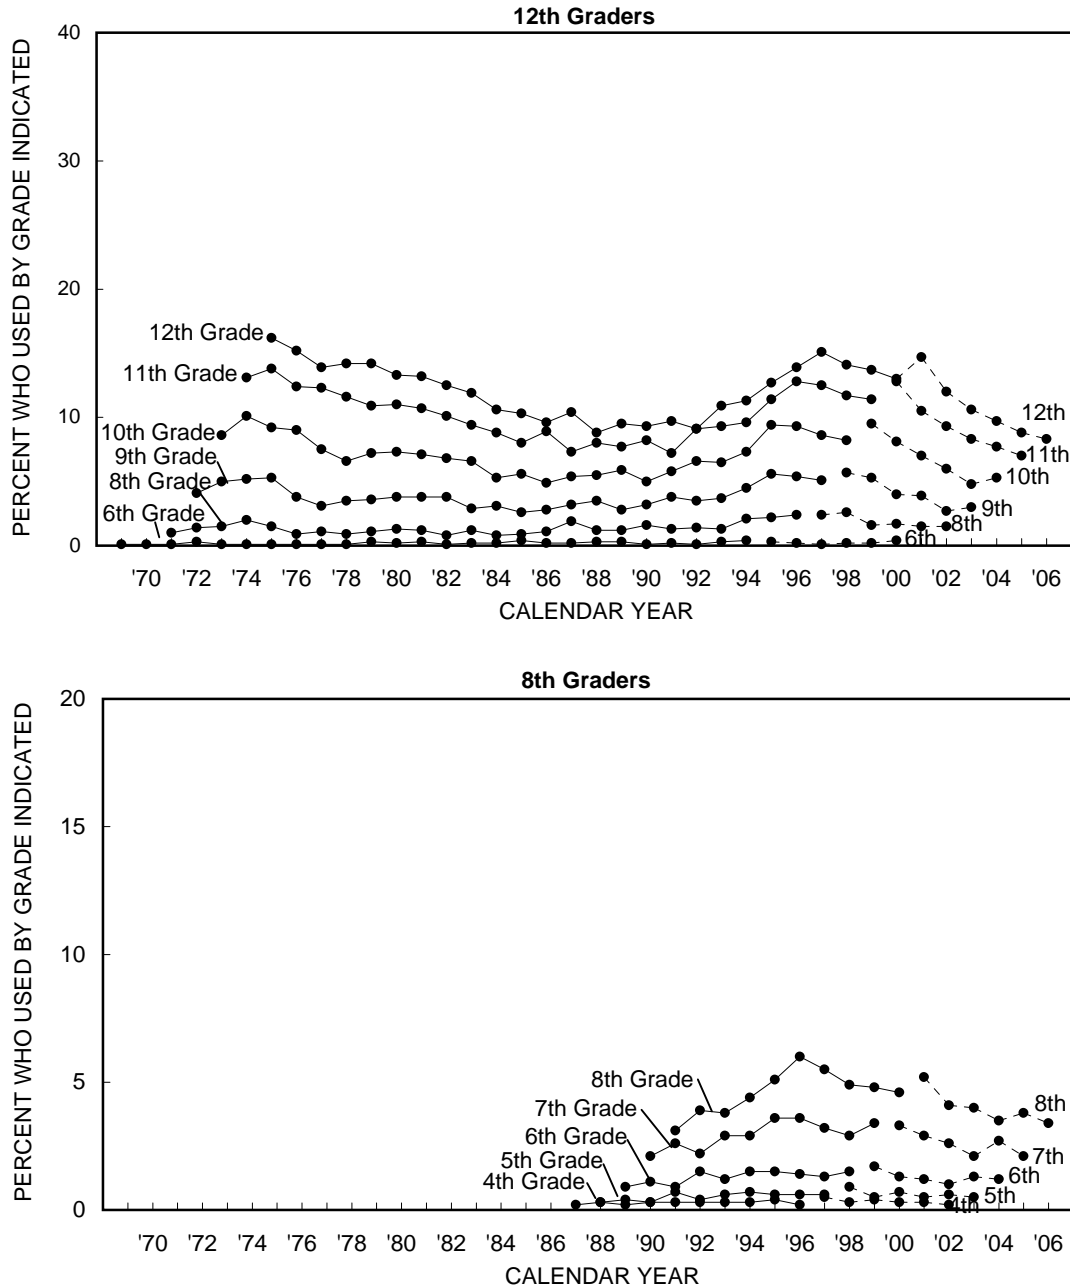 12th Graders
PERCENT WHO USED BY GRADE INDICATED
40
30
20
10
0
12th Grade
11th Grade
10th Grade
9th Grade
8th Grade
6th Grade
12th
11th
10th
9th
8th
6th
'70 '72 '74 '76 '78 '80 '82 '84 '86 '88 '90 '92 '94 '96 '98 '00 '02 '04 '06
CALENDAR YEAR
8th Graders
PERCENT WHO USED BY GRADE INDICATED
20
15
10
5
0
8th Grade
7th Grade
6th Grade
5th Grade
4th Grade
8th
7th
6th
5th
4th
'70 '72 '74 '76 '78 '80 '82 '84 '86 '88 '90 '92 '94 '96 '98 '00 '02 '04 '06
CALENDAR YEAR